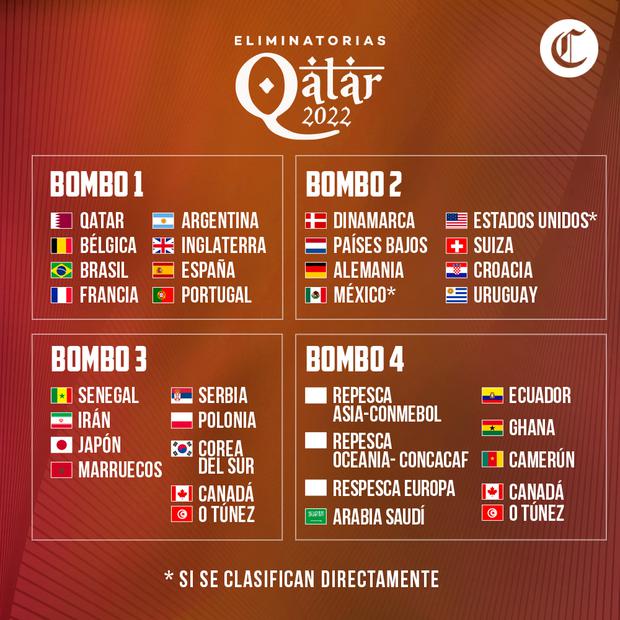 ELIMINATORIAS
Qatar
2022
C
BOMBO 1
QATAR
BÉLGICA
BRASIL
FRANCIA
ARGENTINA
INGLATERRA
ESPAÑA
PORTUGAL
BOMBO 2
DINAMARCA
PAÍSES BAJOS
ALEMANIA
MÉXICO*
ESTADOS UNIDOS*
SUIZA
CROACIA
URUGUAY
BOMBO 3
SENEGAL
IRÁN
JAPÓN
MARRUECOS
SERBIA
POLONIA
COREA
DEL SUR
CANADÁ
O TÚNEZ
BOMBO 4
REPESCA
ASIA-CONMEBOL
REPESCA
OCEANIA- CONCACAF
RESPESCA EUROPA
ARABIA SAUDÍ
ECUADOR
GHANA
CAMERÚN
CANADÁ
O TÚNEZ
* SI SE CLASIFICAN DIRECTAMENTE